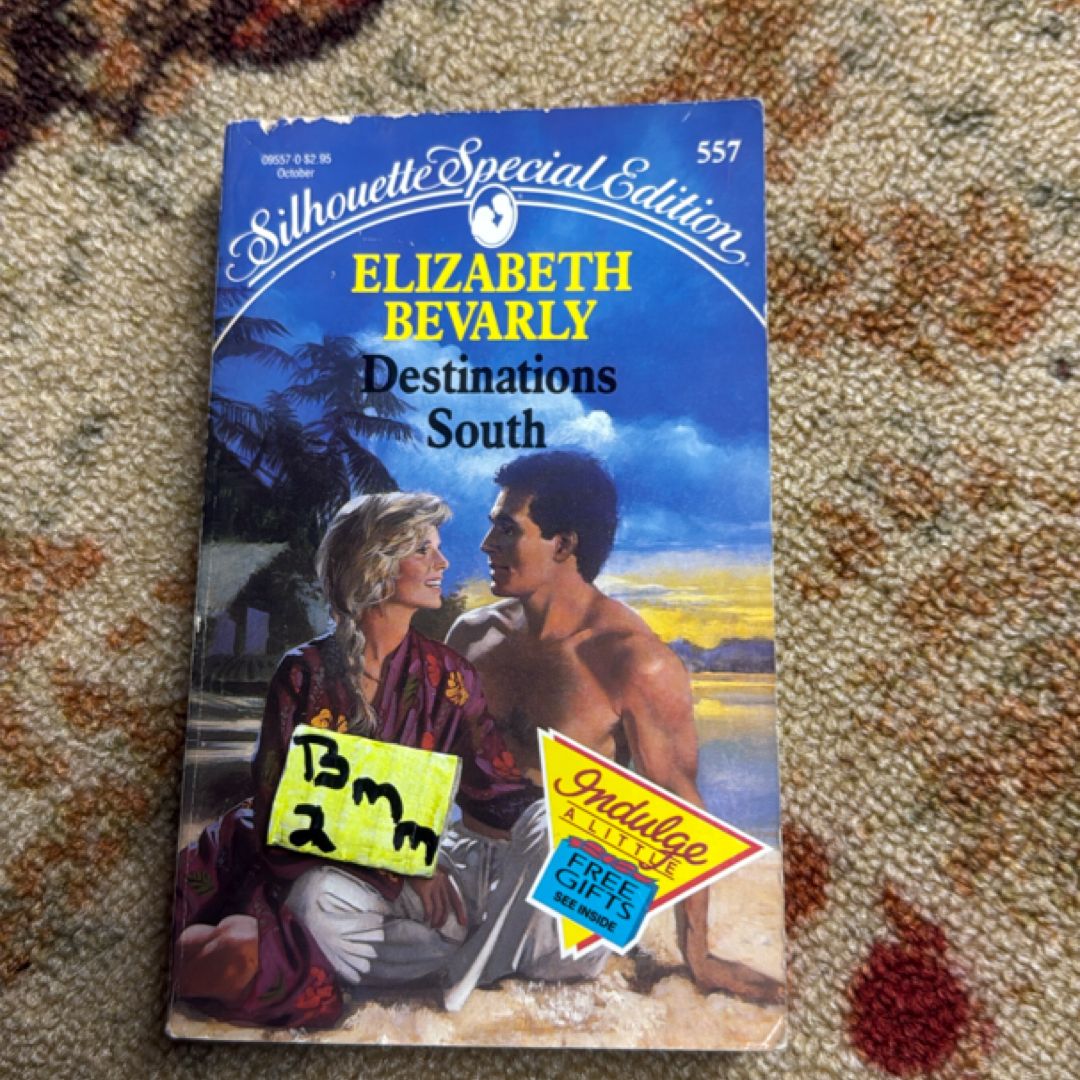 09557-0-$2.95
October
557
Silhouette Special Edition
ELIZABETH
BEVARLY
Destinations
South
Bmm
2
Indulge
A LITTLE
FREE
GIFTS
SEE INSIDE